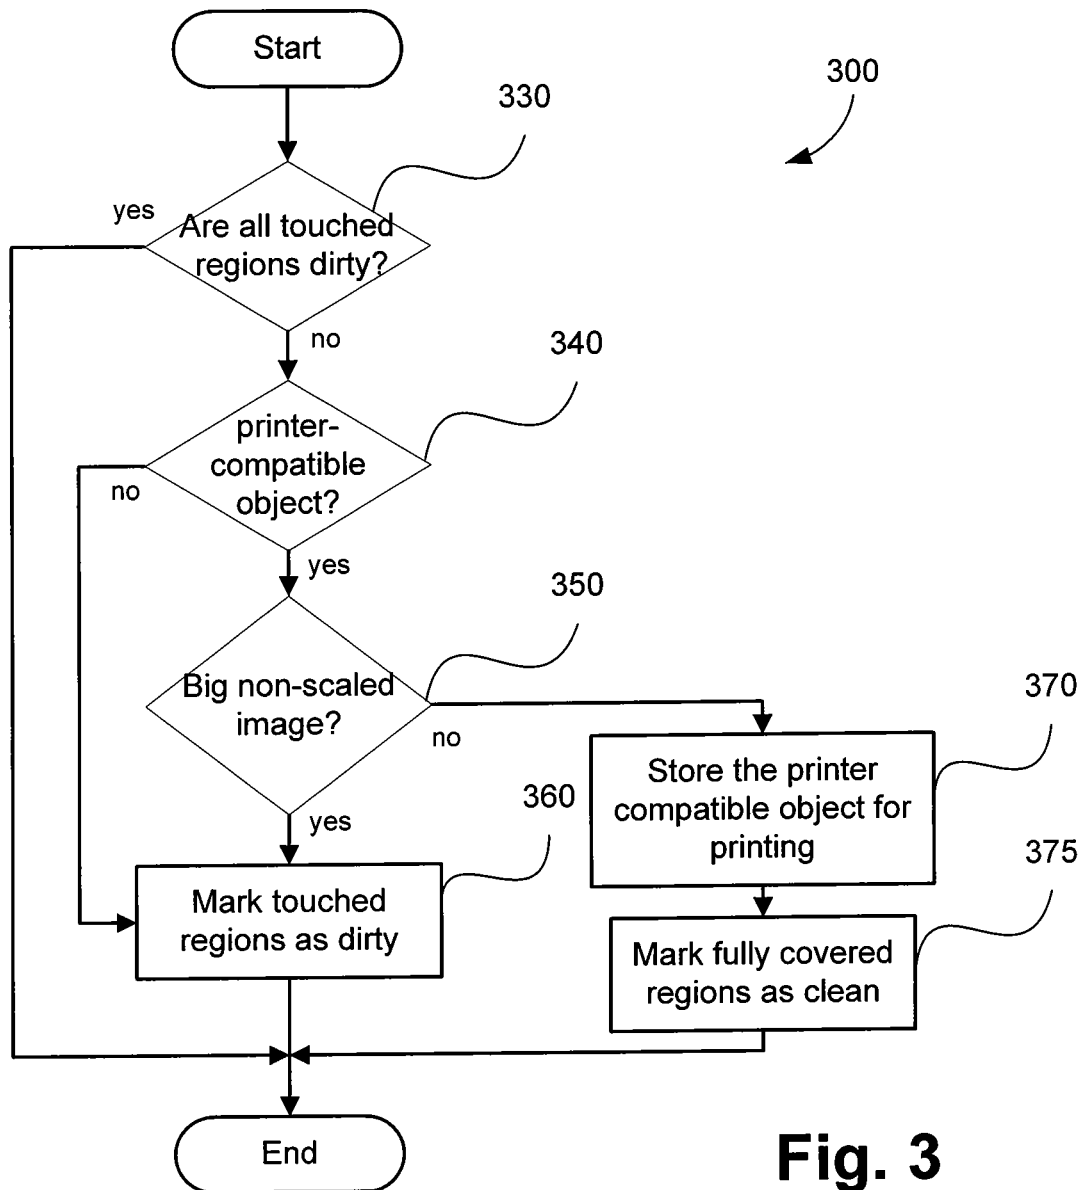 Start
300
330
yes
Are all touched
regions dirty?
no
340
printer-
compatible
object?
no
yes
350
Big non-scaled
image?
no
370
Store the printer
compatible object for
printing
yes
360
Mark touched
regions as dirty
375
Mark fully covered
regions as clean
End
Fig. 3